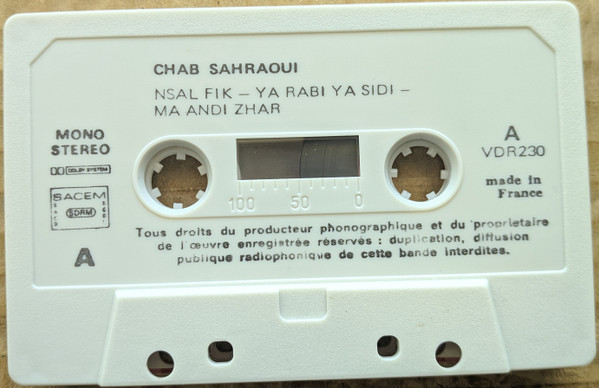 CHAB SAHRAOUI
NSAL FIK – YA RABI YA SIDI –
MA ANDI ZHAR
MONO
STEREO
DOLBY SYSTEM
SACEM
SDRM
A
A
VDR230
made in
France
100 50 0
Tous droits du producteur phonographique et du proprietaire
de l'œuvre enregistrée réservés : duplication, diffusion
publique radiophonique de cette bande interdites.